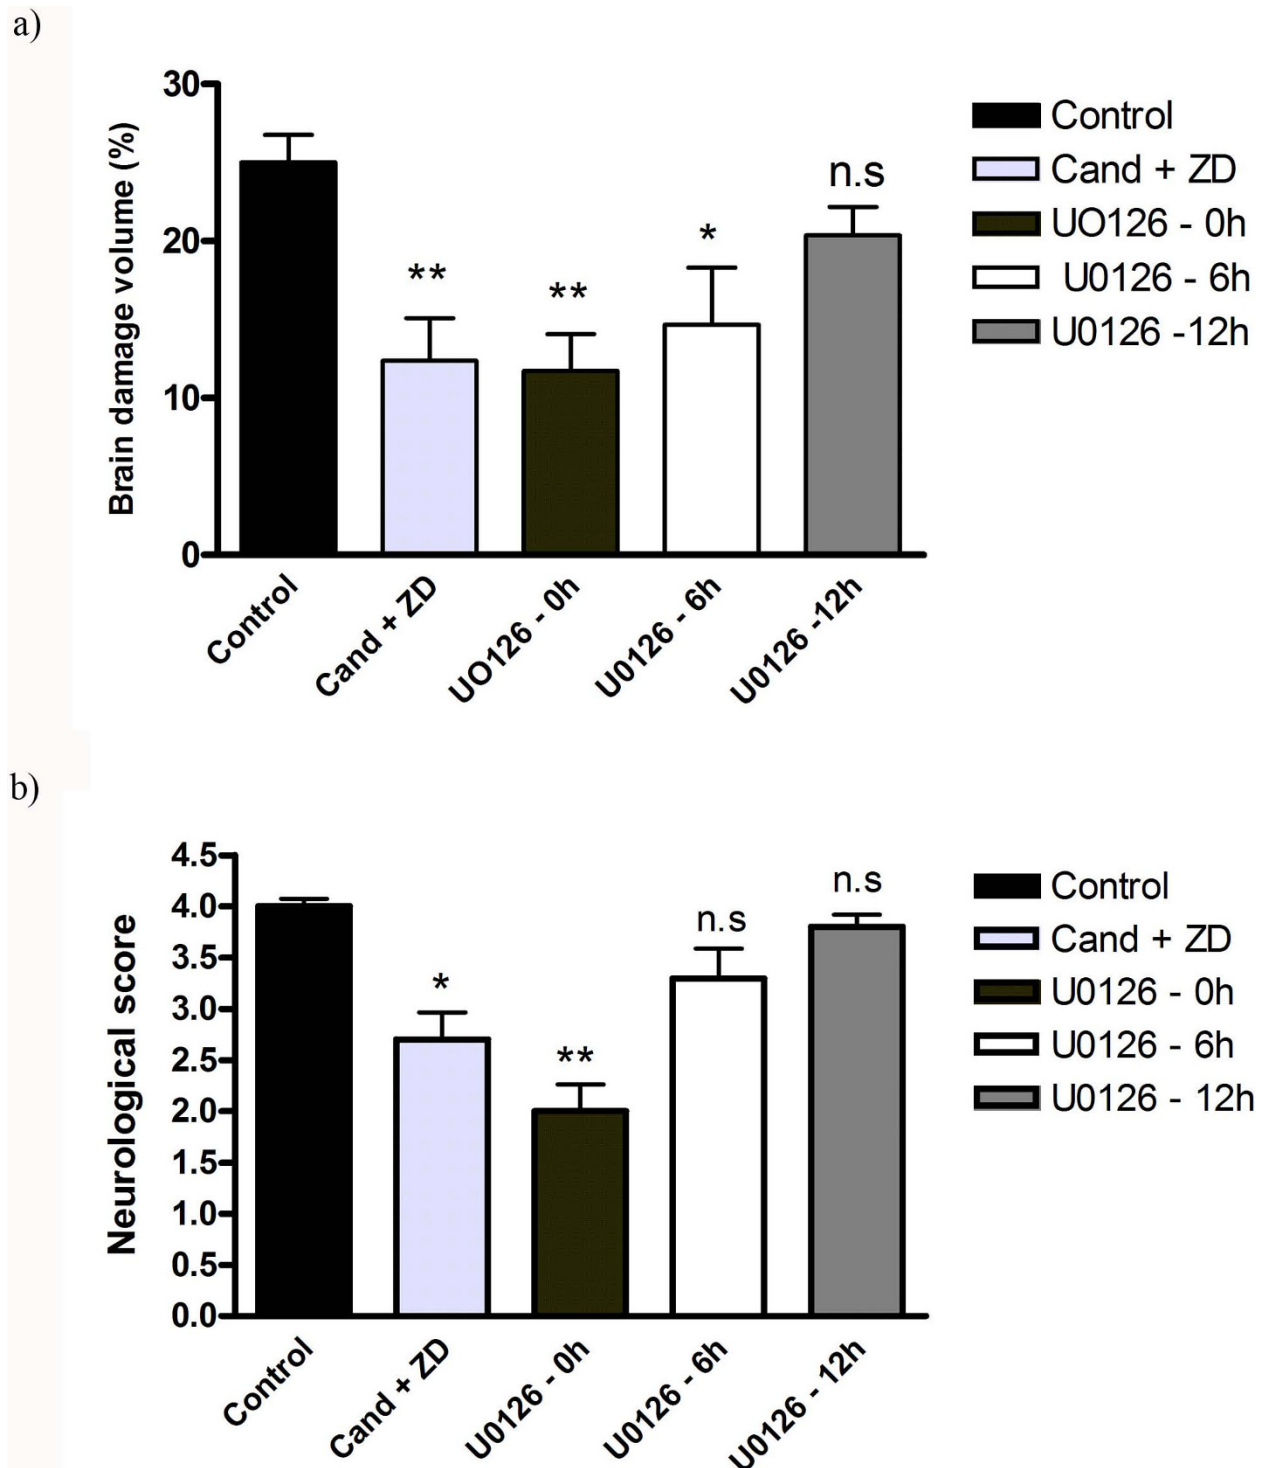 a)
Brain damage volume (%)
30
20
10
0
**
**
*
n.s
Control
Cand + ZD
UO126 - 0h
U0126 - 6h
U0126 -12h
Control
Cand + ZD
UO126 - 0h
U0126 - 6h
U0126 -12h
b)
Neurological score
4.5
4.0
3.5
3.0
2.5
2.0
1.5
1.0
0.5
0.0
*
**
n.s
n.s
Control
Cand + ZD
U0126 - 0h
U0126 - 6h
U0126 - 12h
Control
Cand + ZD
U0126 - 0h
U0126 - 6h
U0126 - 12h